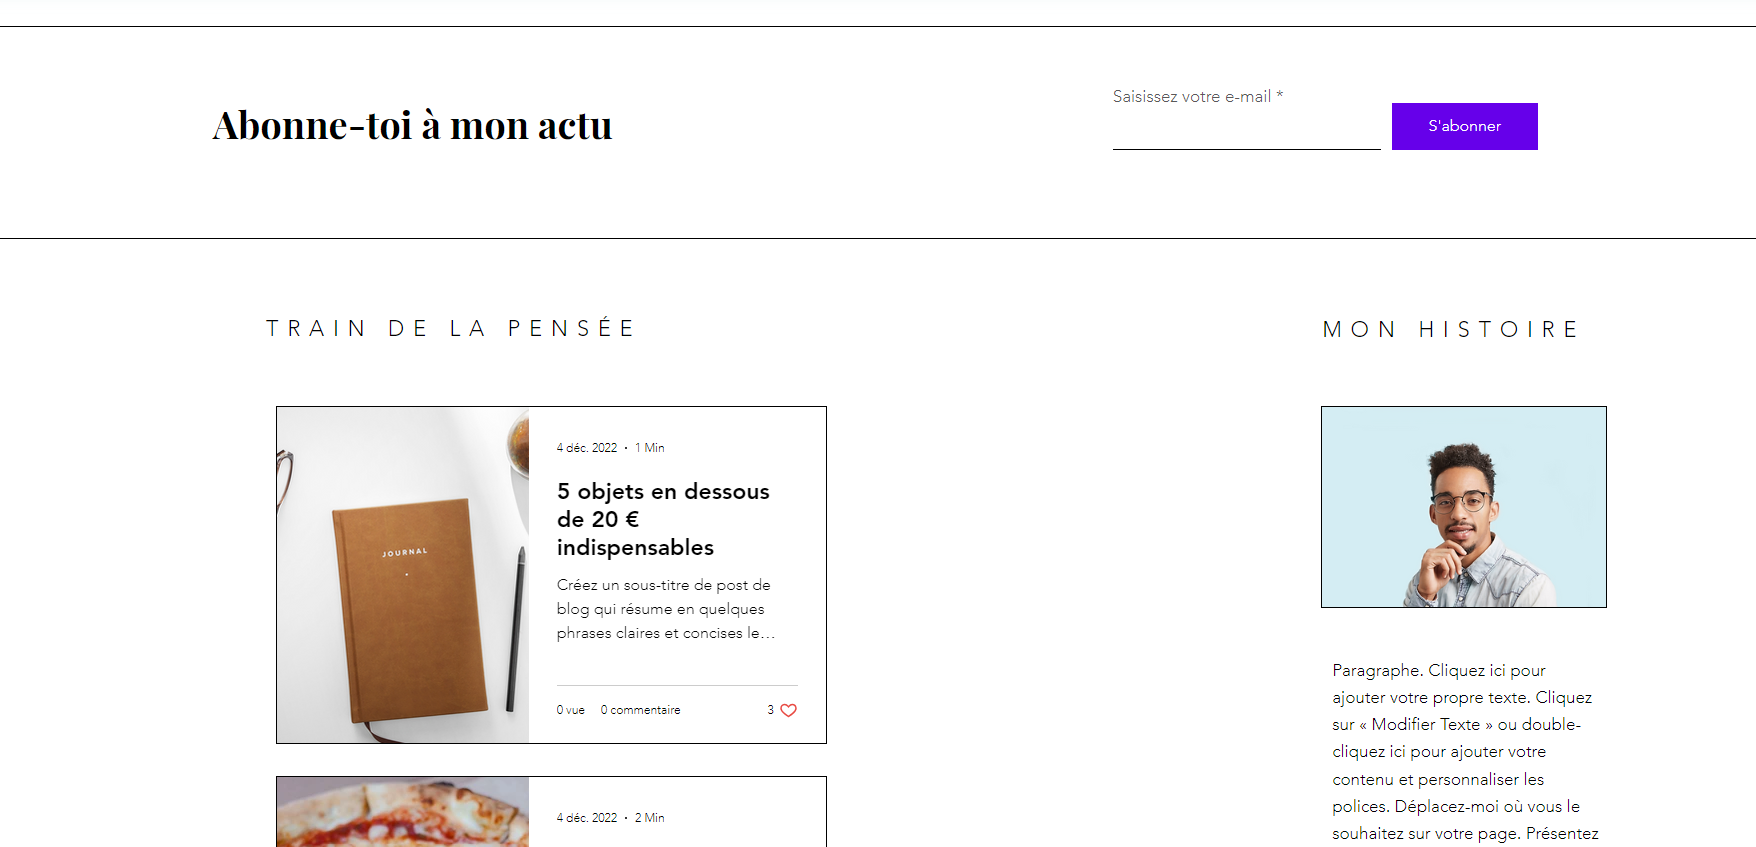 Abonne-toi à mon actu
Saisissez votre e-mail *
S'abonner
TRAIN DE LA PENSÉE
4 déc. 2022 · 1 Min
5 objets en dessous
de 20 €
indispensables
Créez un sous-titre de post de
blog qui résume en quelques
phrases claires et concises le…
0 vue 0 commentaire 3
JOURNAL
4 déc. 2022 · 2 Min
MON HISTOIRE
Paragraphe. Cliquez ici pour
ajouter votre propre texte. Cliquez
sur « Modifier Texte » ou double-
cliquez ici pour ajouter votre
contenu et personnaliser les
polices. Déplacez-moi où vous le
souhaitez sur votre page. Présentez